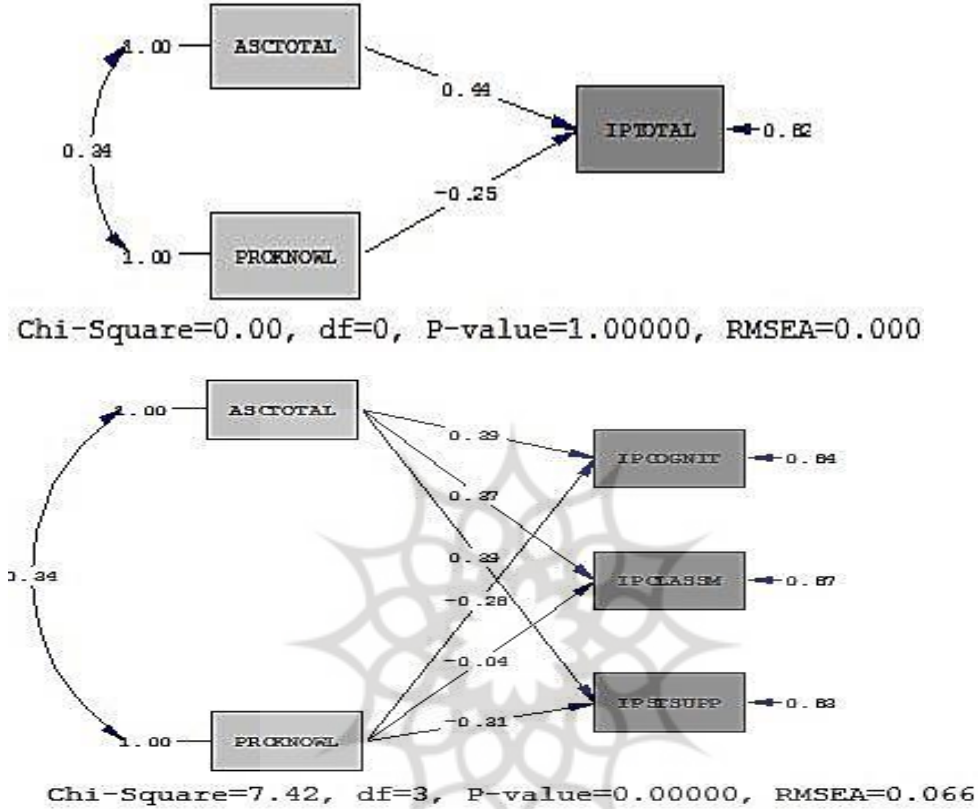 1.00
ASCTOTAL
0.44
IPTOTAL
0.82
0.34
-0.25
1.00
PROKNOWL
Chi-Square=0.00, df=0, P-value=1.00000, RMSEA=0.000
1.00
ASCTOTAL
0.39
IPCOGNIT
0.84
0.37
0.39
0.34
IPCLASSM
0.87
-0.28
-0.04
IPSTSUPP
0.83
-0.31
1.00
PROKNOWL
Chi-Square=7.42, df=3, P-value=0.00000, RMSEA=0.066